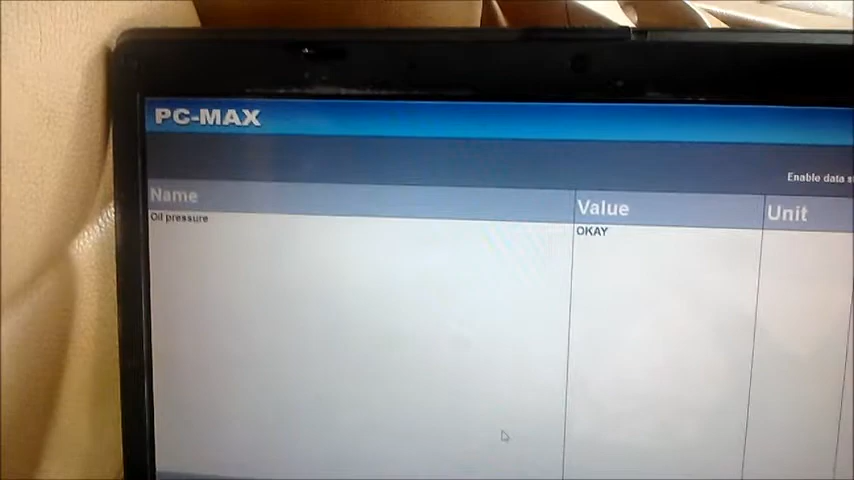 PC-MAX
Enable data
Name Value Unit
Oil pressure OKAY